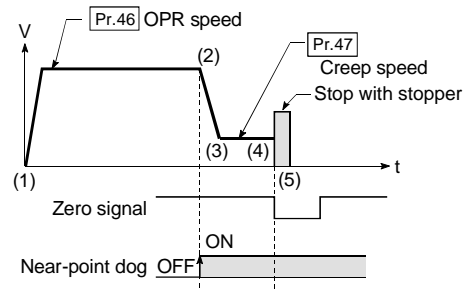 Pr.46 OPR speed
V
(2)
Pr.47
Creep speed
Stop with stopper
(3)
(4)
t
(1)
(5)
Zero signal
ON
Near-point dog OFF